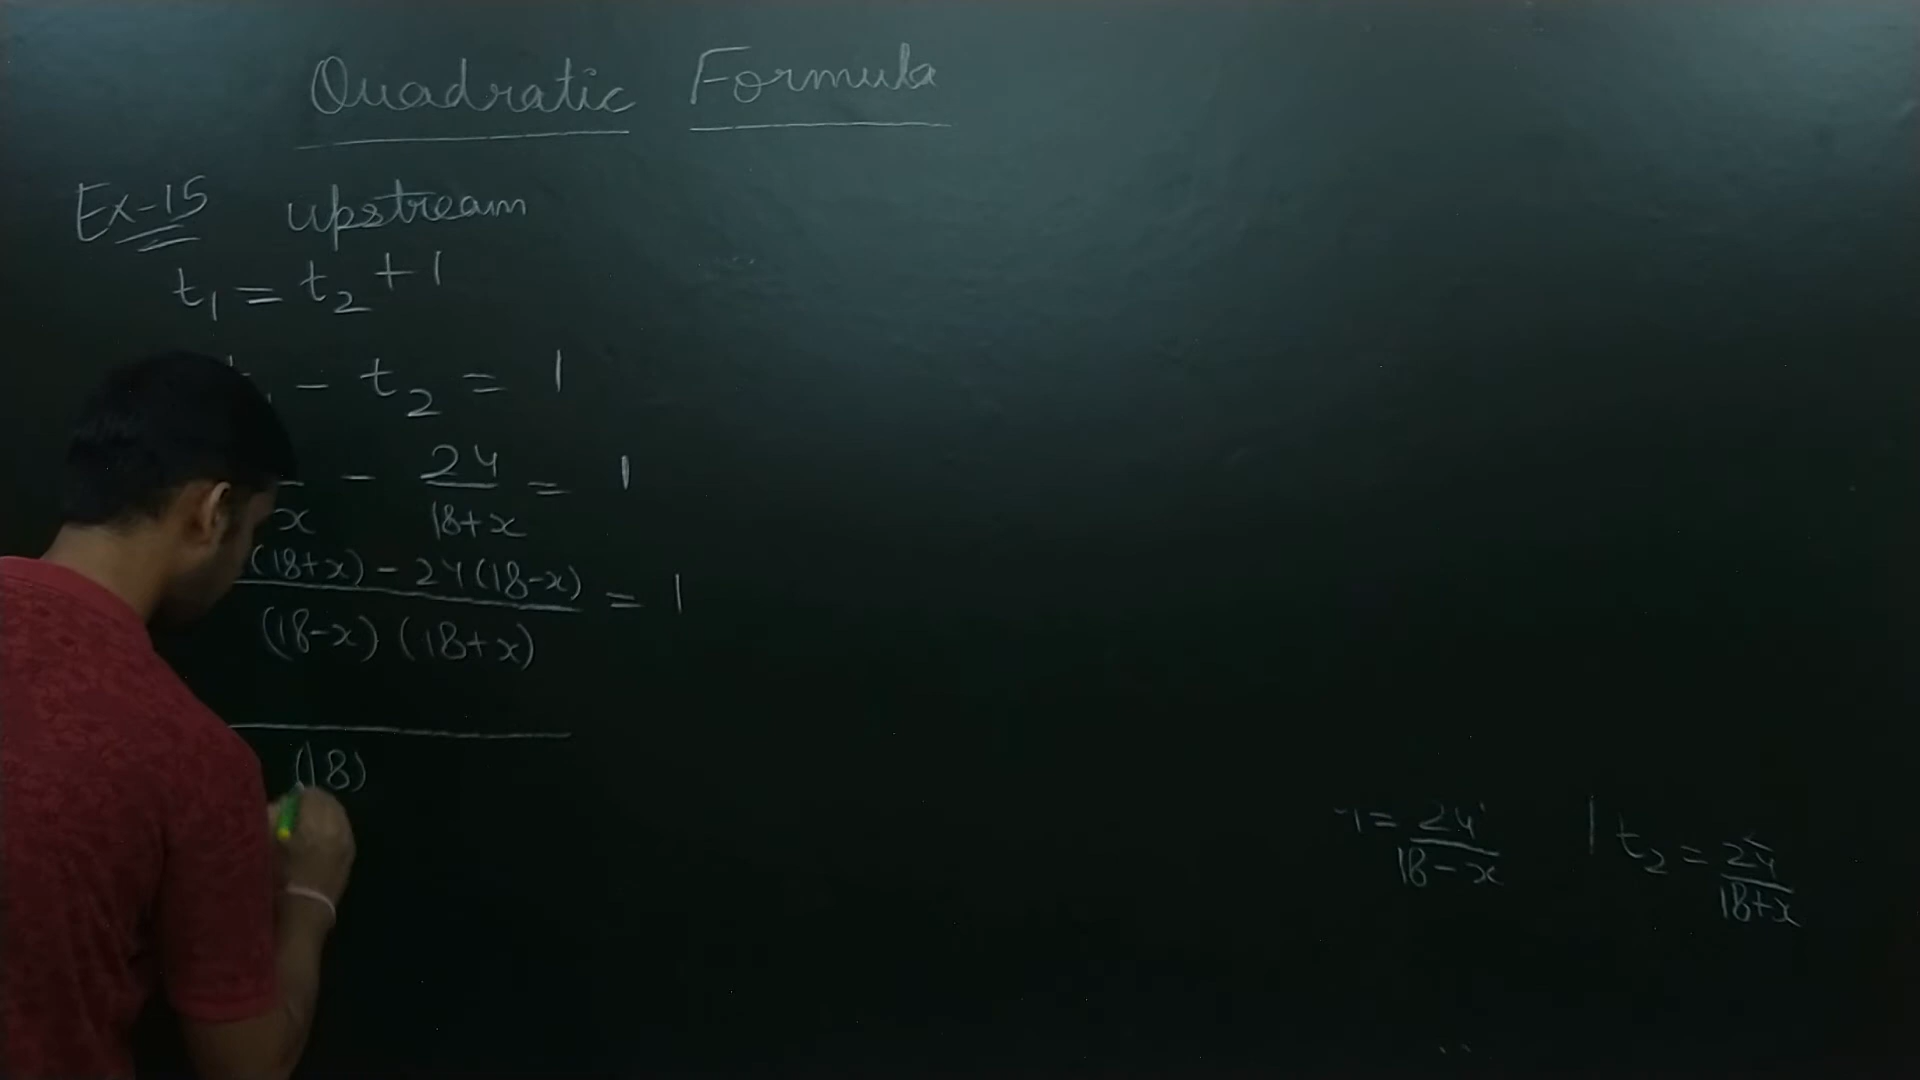 Quadratic Formula
Ex-15 upstream
t₁ = t₂ + 1
- t₂ = 1
x - 24/18+x = 1
(18+x) - 24(18-x) / (18-x) (18+x) = 1
(18)
= 24/18-x | t₂ = 24/18+x